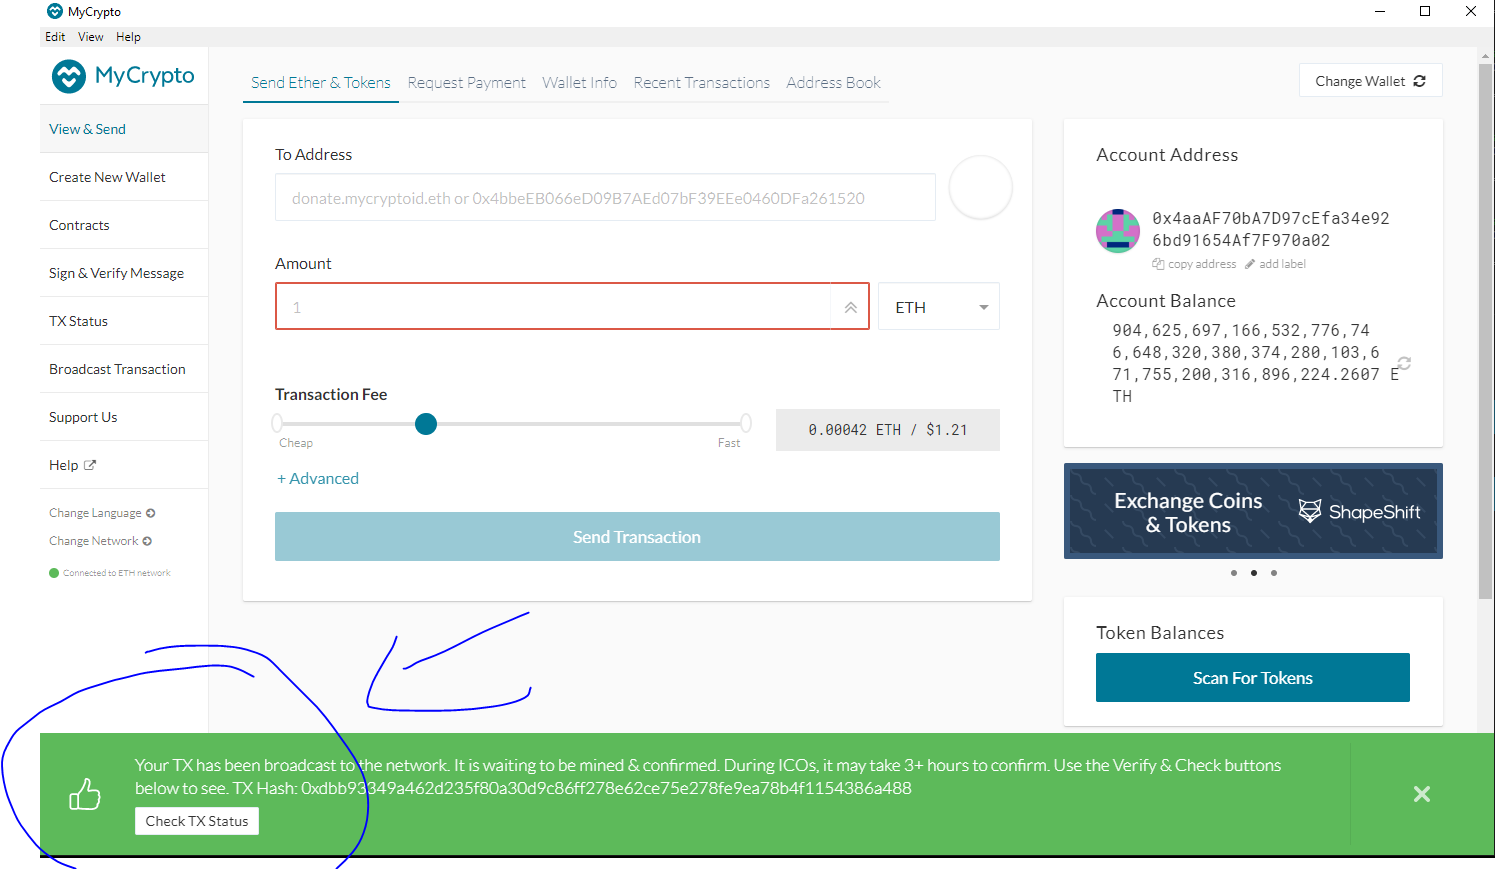 MyCrypto
Edit View Help
MyCrypto
View & Send
Create New Wallet
Contracts
Sign & Verify Message
TX Status
Broadcast Transaction
Support Us
Help
Change Language
Change Network
Connected to ETH network
Send Ether & Tokens Request Payment Wallet Info Recent Transactions Address Book
Change Wallet
To Address
donate.mycryptoid.eth or 0x4bbeEB066eD09B7AEd07bF39EEe0460DFa261520
Amount
1
ETH
Transaction Fee
Cheap
Fast
0.00042 ETH / $1.21
+ Advanced
Send Transaction
Account Address
0x4aaAF70bA7D97cEfa34e92
6bd91654Af7F970a02
copy address add label
Account Balance
904,625,697,166,532,776,74
6,648,320,380,374,280,103,6
71,755,200,316,896,224.2607 E
TH
Exchange Coins
& Tokens
ShapeShift
Token Balances
Scan For Tokens
Your TX has been broadcast to the network. It is waiting to be mined & confirmed. During ICOs, it may take 3+ hours to confirm. Use the Verify & Check buttons
below to see. TX Hash: 0xdbb93349a462d235f80a30d9c86ff278e62ce75e278fe9ea78b4f1154386a488
Check TX Status